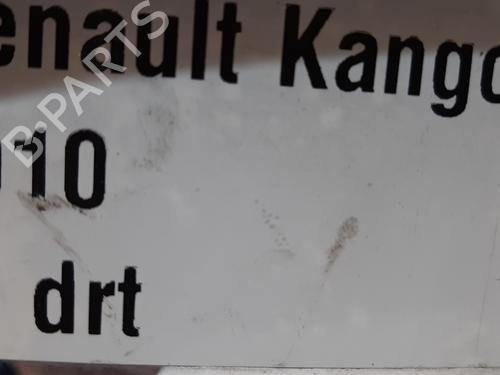 enault Kango
010
drt
B-PARTS